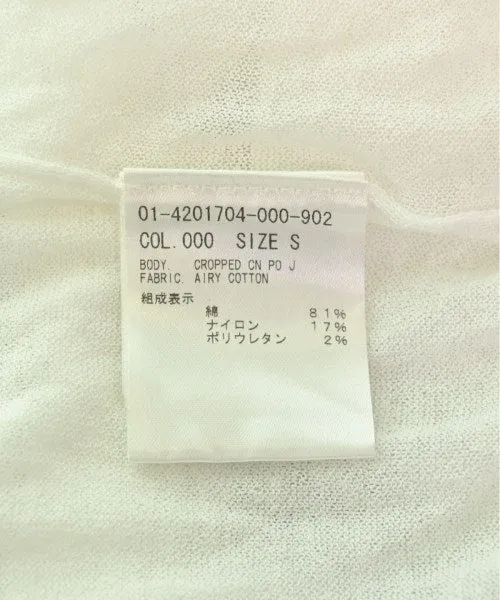 01-4201704-000-902
COL.000 SIZE S
BODY. CROPPED CN PO J
FABRIC. AIRY COTTON
組成表示
綿 81%
ナイロン 17%
ポリウレタン 2%